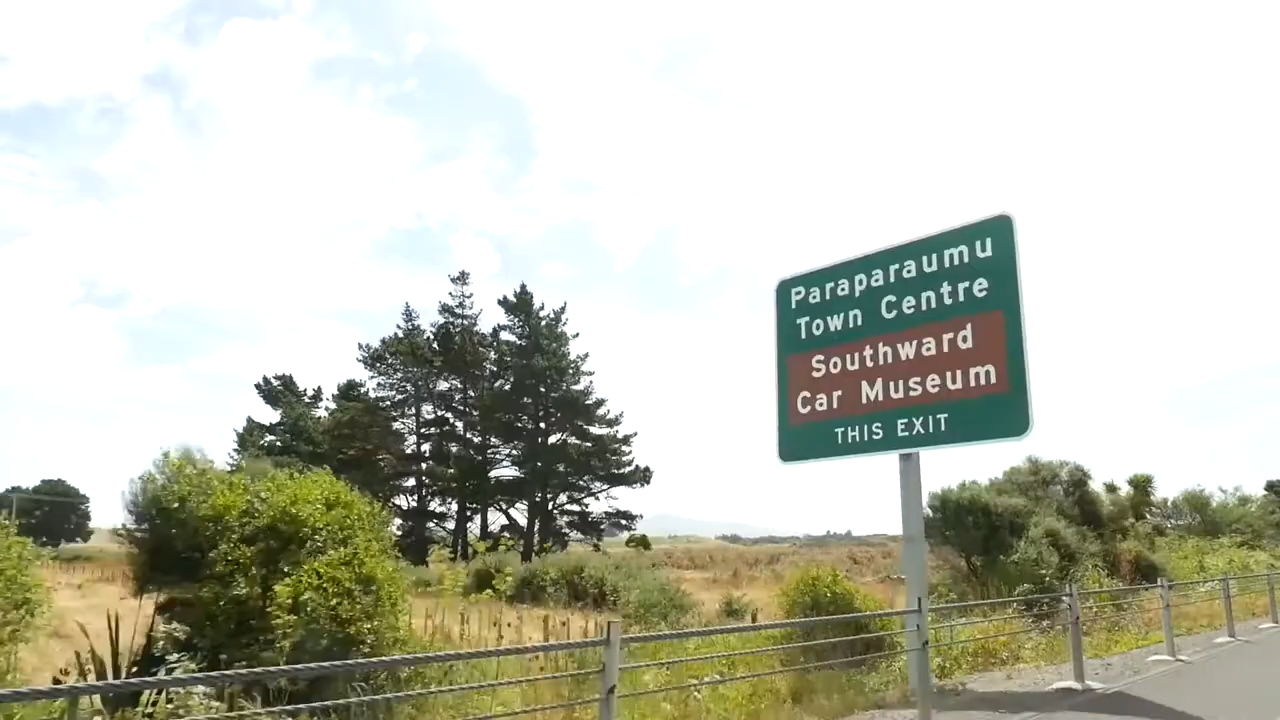 Paraparaumu
Town Centre
Southward
Car Museum
THIS EXIT